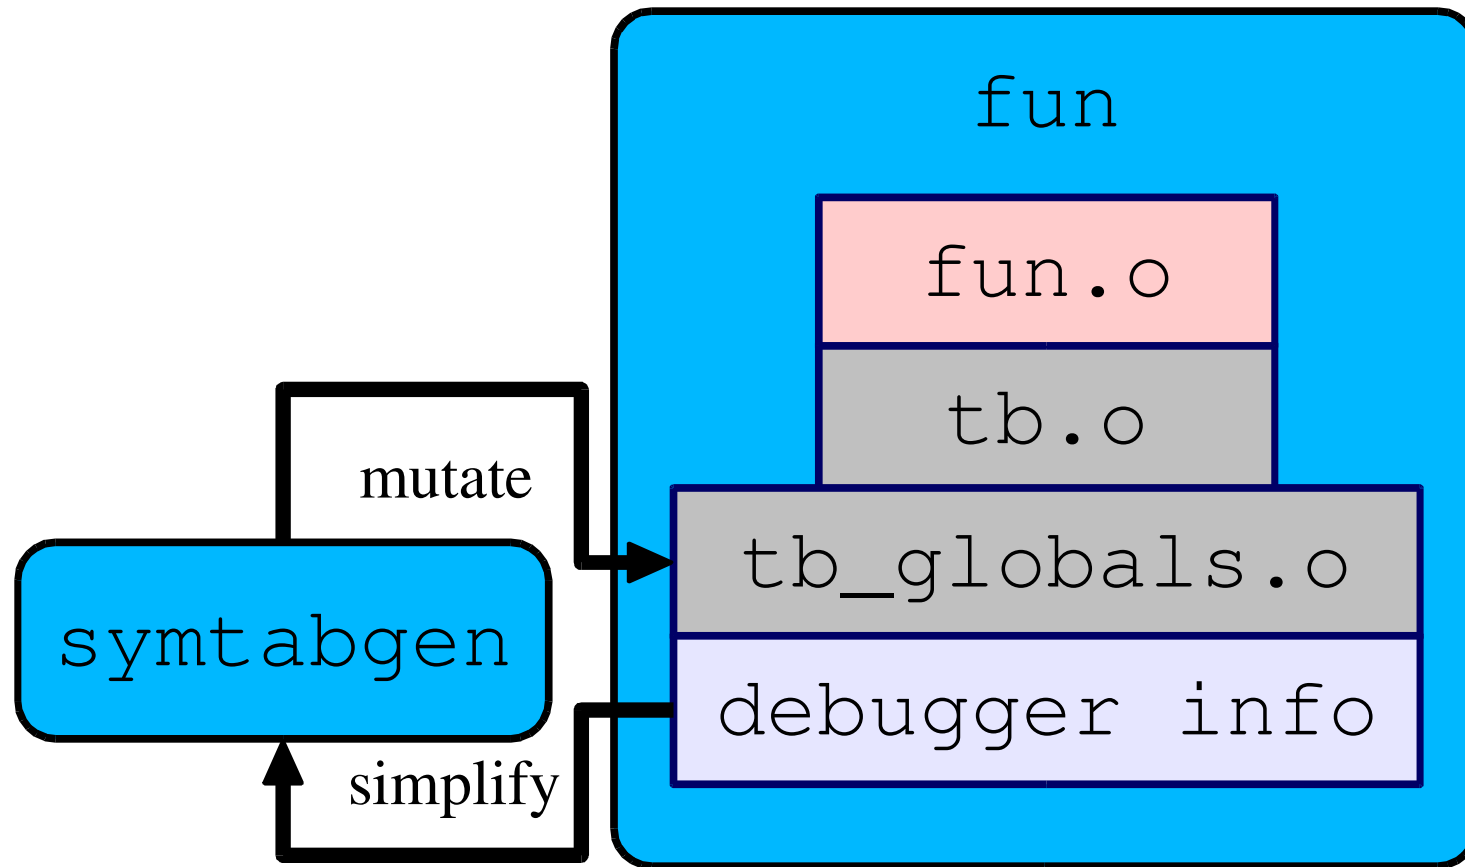 fun
fun.o
tb.o
mutate
tb_globals.o
symtabgen
debugger info
simplify